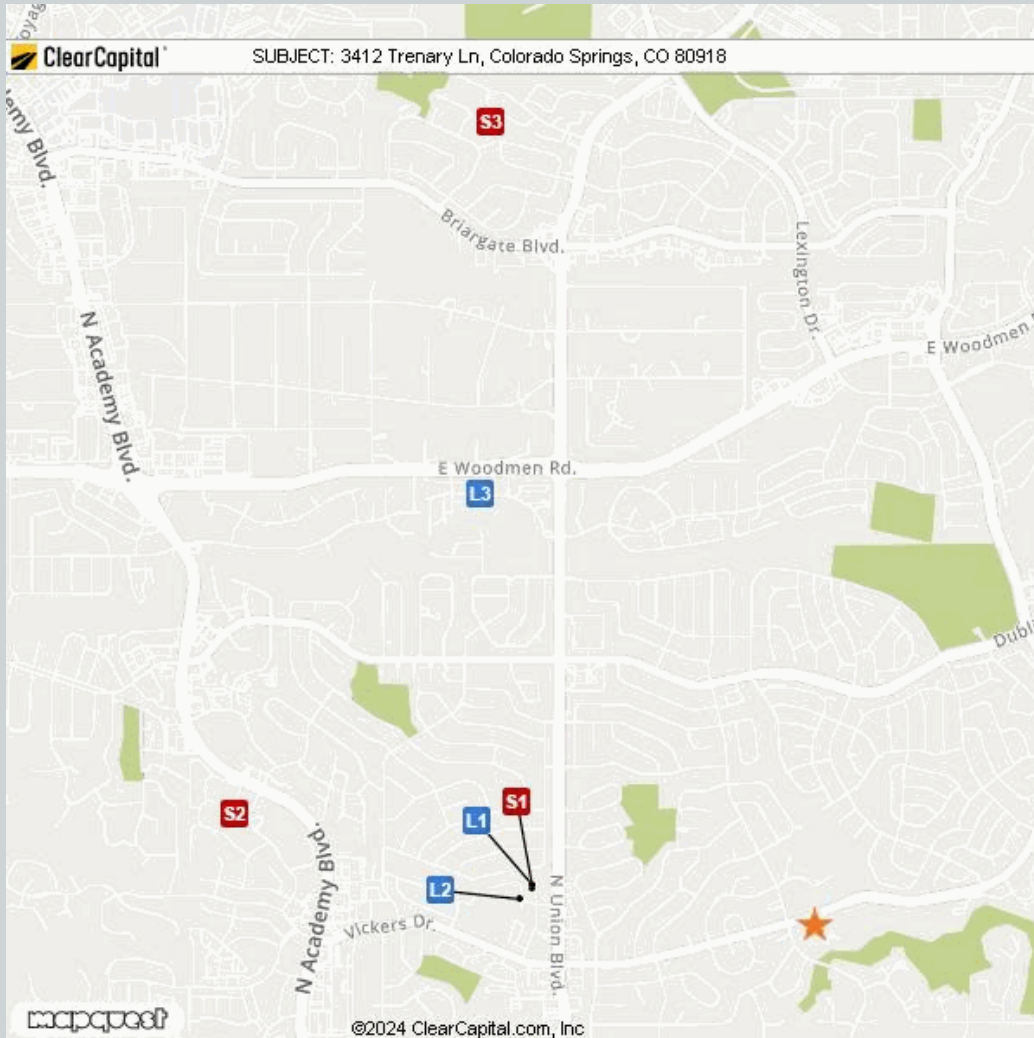 ClearCapital
SUBJECT: 3412 Trenary Ln, Colorado Springs, CO 80918
S3
Briargate Blvd.
Lexington Dr.
N Academy Blvd.
E Woodmen
E Woodmen Rd.
L3
S2
S1
L1
L2
N Academy Blvd.
Vickers Dr.
N Union Blvd.
mapquest
©2024 ClearCapital.com, Inc